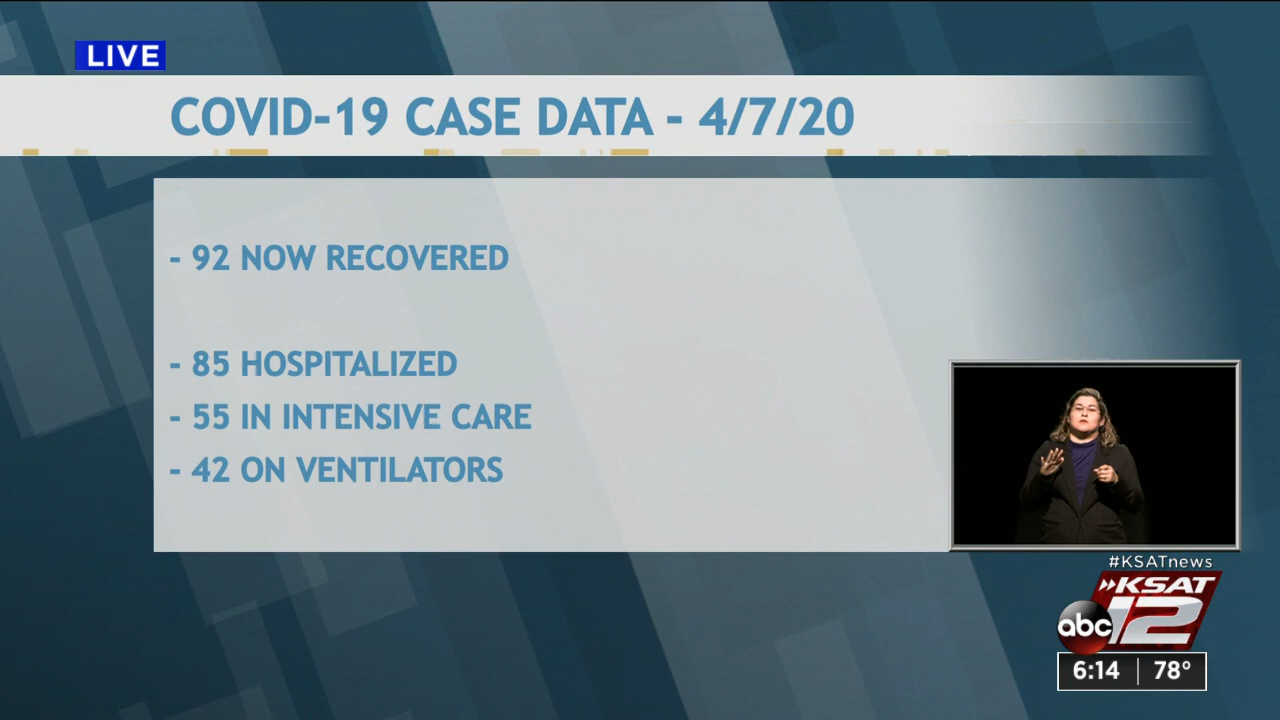 LIVE
COVID-19 CASE DATA - 4/7/20
- 92 NOW RECOVERED
- 85 HOSPITALIZED
- 55 IN INTENSIVE CARE
- 42 ON VENTILATORS
#KSATnews
KSAT
abc 12
6:14 78°